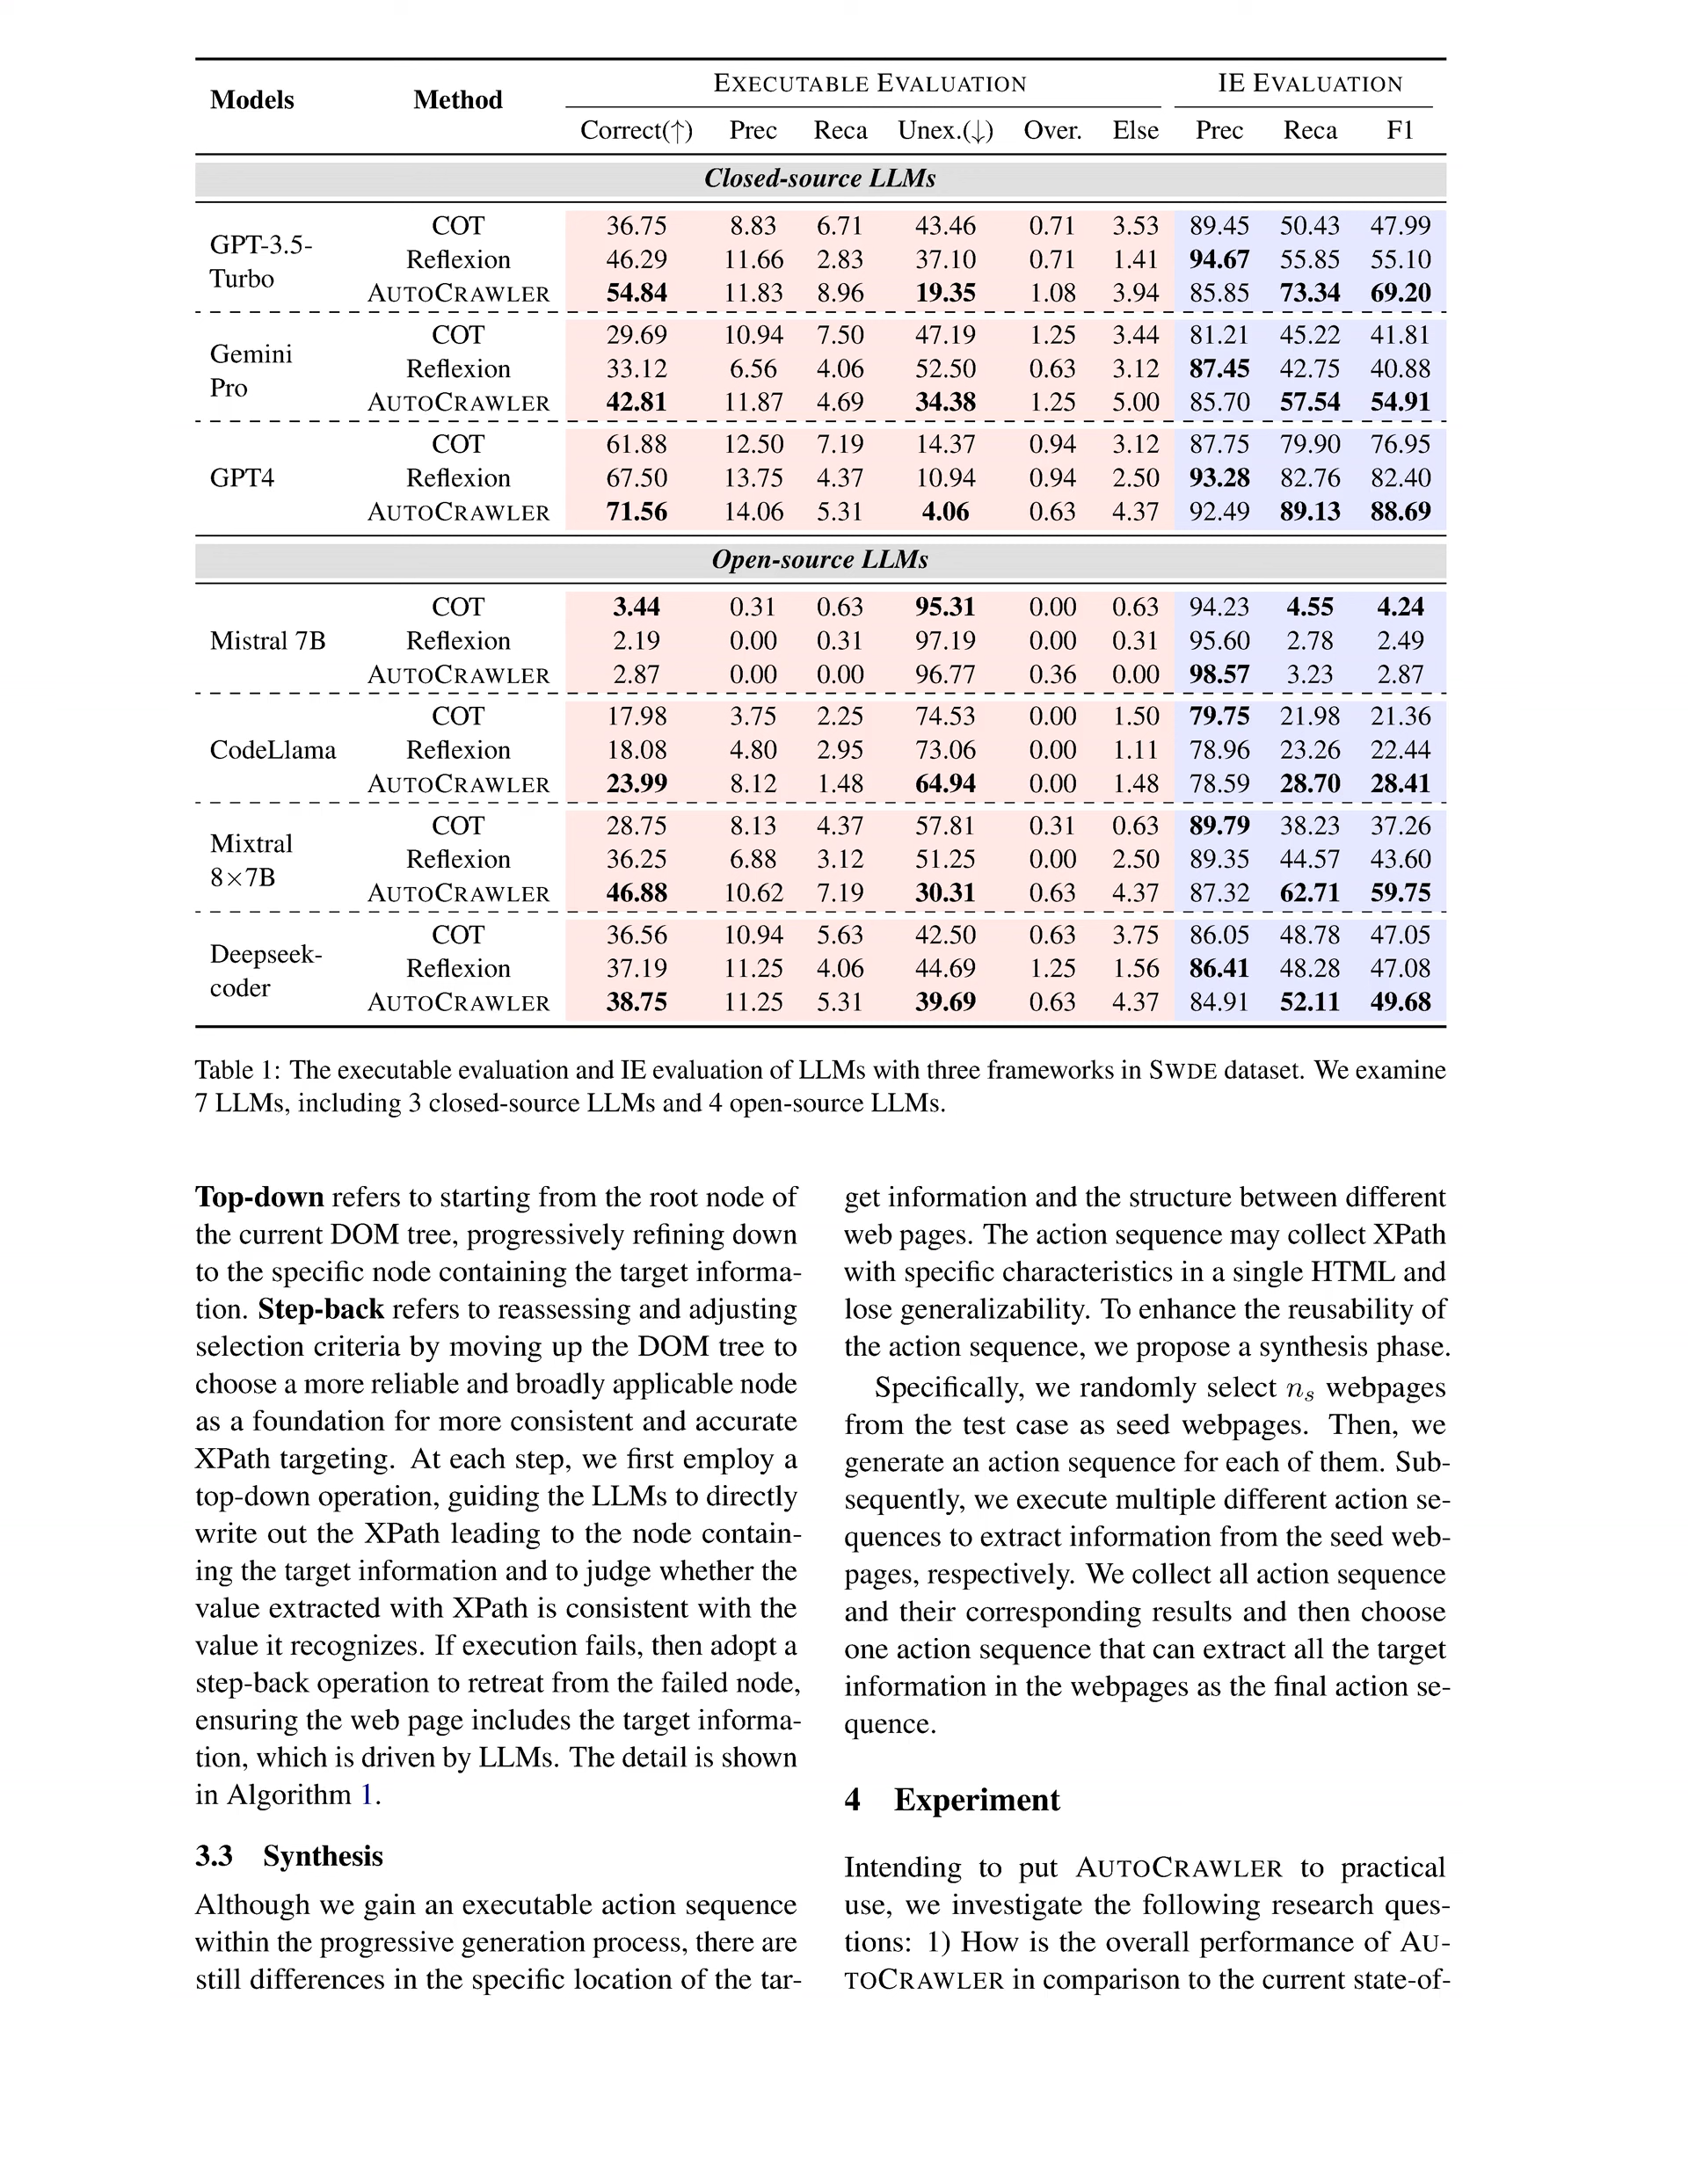 Models Method EXECUTABLE EVALUATION IE EVALUATION
Correct(↑) Prec Reca Unex.(↓) Over. Else Prec Reca F1
Closed-source LLMs
GPT-3.5-Turbo COT 36.75 8.83 6.71 43.46 0.71 3.53 89.45 50.43 47.99
Reflexion 46.29 11.66 2.83 37.10 0.71 1.41 94.67 55.85 55.10
AUTOCRAWLER 54.84 11.83 8.96 19.35 1.08 3.94 85.85 73.34 69.20
Gemini Pro COT 29.69 10.94 7.50 47.19 1.25 3.44 81.21 45.22 41.81
Reflexion 33.12 6.56 4.06 52.50 0.63 3.12 87.45 42.75 40.88
AUTOCRAWLER 42.81 11.87 4.69 34.38 1.25 5.00 85.70 57.54 54.91
COT 61.88 12.50 7.19 14.37 0.94 3.12 87.75 79.90 76.95
GPT4 Reflexion 67.50 13.75 4.37 10.94 0.94 2.50 93.28 82.76 82.40
AUTOCRAWLER 71.56 14.06 5.31 4.06 0.63 4.37 92.49 89.13 88.69
Open-source LLMs
COT 3.44 0.31 0.63 95.31 0.00 0.63 94.23 4.55 4.24
Mistral 7B Reflexion 2.19 0.00 0.31 97.19 0.00 0.31 95.60 2.78 2.49
AUTOCRAWLER 2.87 0.00 0.00 96.77 0.36 0.00 98.57 3.23 2.87
COT 17.98 3.75 2.25 74.53 0.00 1.50 79.75 21.98 21.36
CodeLlama Reflexion 18.08 4.80 2.95 73.06 0.00 1.11 78.96 23.26 22.44
AUTOCRAWLER 23.99 8.12 1.48 64.94 0.00 1.48 78.59 28.70 28.41
Mixtral 8×7B COT 28.75 8.13 4.37 57.81 0.31 0.63 89.79 38.23 37.26
Reflexion 36.25 6.88 3.12 51.25 0.00 2.50 89.35 44.57 43.60
AUTOCRAWLER 46.88 10.62 7.19 30.31 0.63 4.37 87.32 62.71 59.75
Deepseek-coder COT 36.56 10.94 5.63 42.50 0.63 3.75 86.05 48.78 47.05
Reflexion 37.19 11.25 4.06 44.69 1.25 1.56 86.41 48.28 47.08
AUTOCRAWLER 38.75 11.25 5.31 39.69 0.63 4.37 84.91 52.11 49.68
Table 1: The executable evaluation and IE evaluation of LLMs with three frameworks in SWDE dataset. We examine
7 LLMs, including 3 closed-source LLMs and 4 open-source LLMs.
Top-down refers to starting from the root node of
the current DOM tree, progressively refining down
to the specific node containing the target informa-
tion. Step-back refers to reassessing and adjusting
selection criteria by moving up the DOM tree to
choose a more reliable and broadly applicable node
as a foundation for more consistent and accurate
XPath targeting. At each step, we first employ a
top-down operation, guiding the LLMs to directly
write out the XPath leading to the node contain-
ing the target information and to judge whether the
value extracted with XPath is consistent with the
value it recognizes. If execution fails, then adopt a
step-back operation to retreat from the failed node,
ensuring the web page includes the target informa-
tion, which is driven by LLMs. The detail is shown
in Algorithm 1.
3.3 Synthesis
Although we gain an executable action sequence
within the progressive generation process, there are
still differences in the specific location of the tar-
get information and the structure between different
web pages. The action sequence may collect XPath
with specific characteristics in a single HTML and
lose generalizability. To enhance the reusability of
the action sequence, we propose a synthesis phase.
Specifically, we randomly select nₛ webpages
from the test case as seed webpages. Then, we
generate an action sequence for each of them. Sub-
sequently, we execute multiple different action se-
quences to extract information from the seed web-
pages, respectively. We collect all action sequence
and their corresponding results and then choose
one action sequence that can extract all the target
information in the webpages as the final action se-
quence.
4 Experiment
Intending to put AUTOCRAWLER to practical
use, we investigate the following research ques-
tions: 1) How is the overall performance of AU-
TOCRAWLER in comparison to the current state-of-